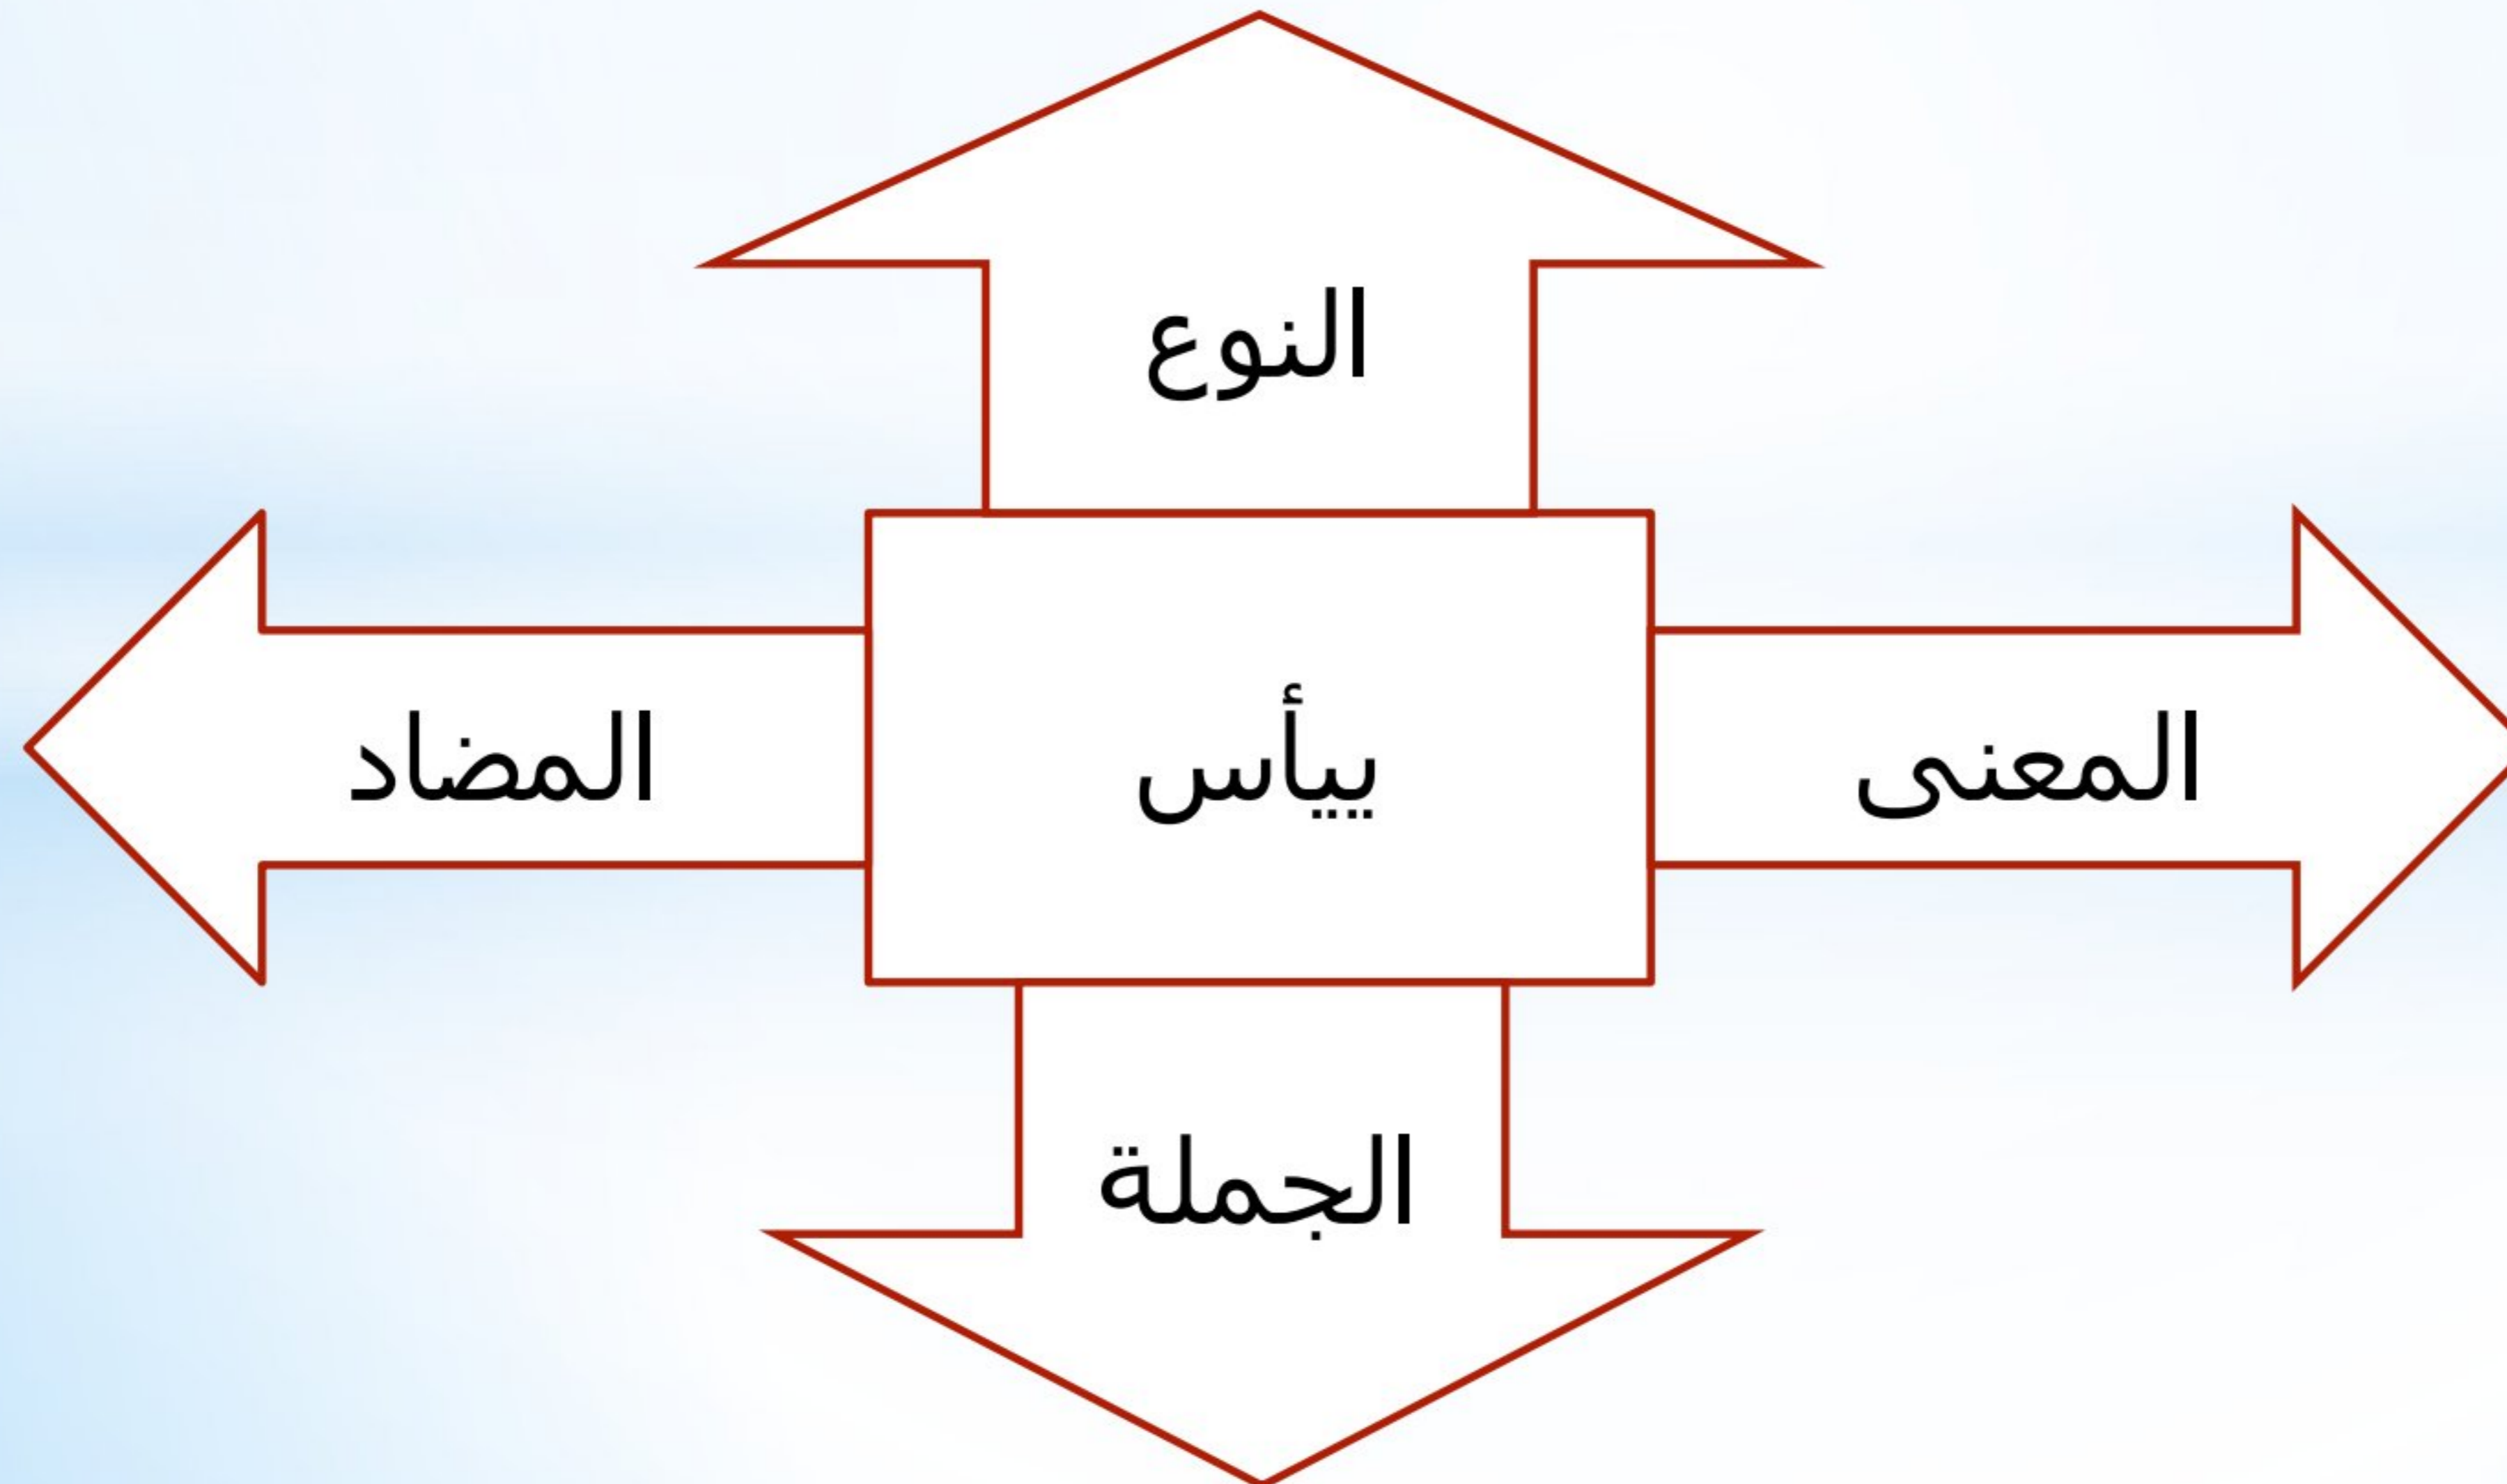 النوع
المعنى
ييأس
المضاد
الجملة